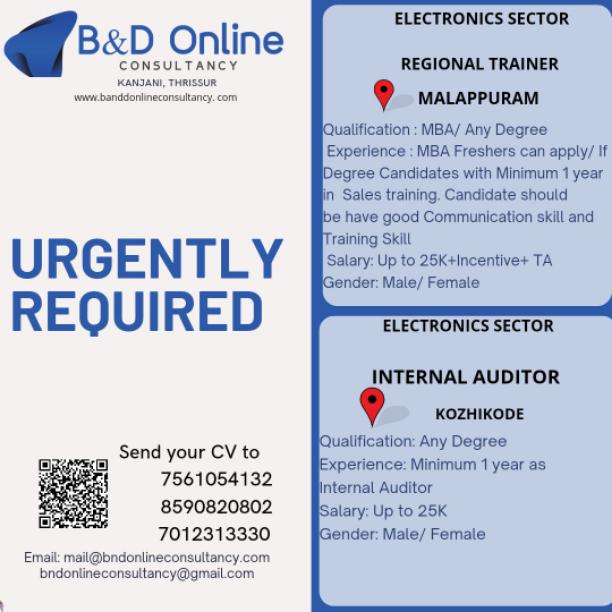 B&D Online
CONSULTANCY
KANJANI, THRISSUR
www.banddonlineconsultancy. com
URGENTLY
REQUIRED
Send your CV to
7561054132
8590820802
7012313330
Email: mail@bndonlineconsultancy.com
bndonlineconsultancy@gmail.com
ELECTRONICS SECTOR
REGIONAL TRAINER
MALAPPURAM
Qualification : MBA/ Any Degree
Experience : MBA Freshers can apply/ If
Degree Candidates with Minimum 1 year
in Sales training. Candidate should
be have good Communication skill and
Training Skill
Salary: Up to 25K+Incentive+ TA
Gender: Male/ Female
ELECTRONICS SECTOR
INTERNAL AUDITOR
KOZHIKODE
Qualification: Any Degree
Experience: Minimum 1 year as
Internal Auditor
Salary: Up to 25K
Gender: Male/ Female